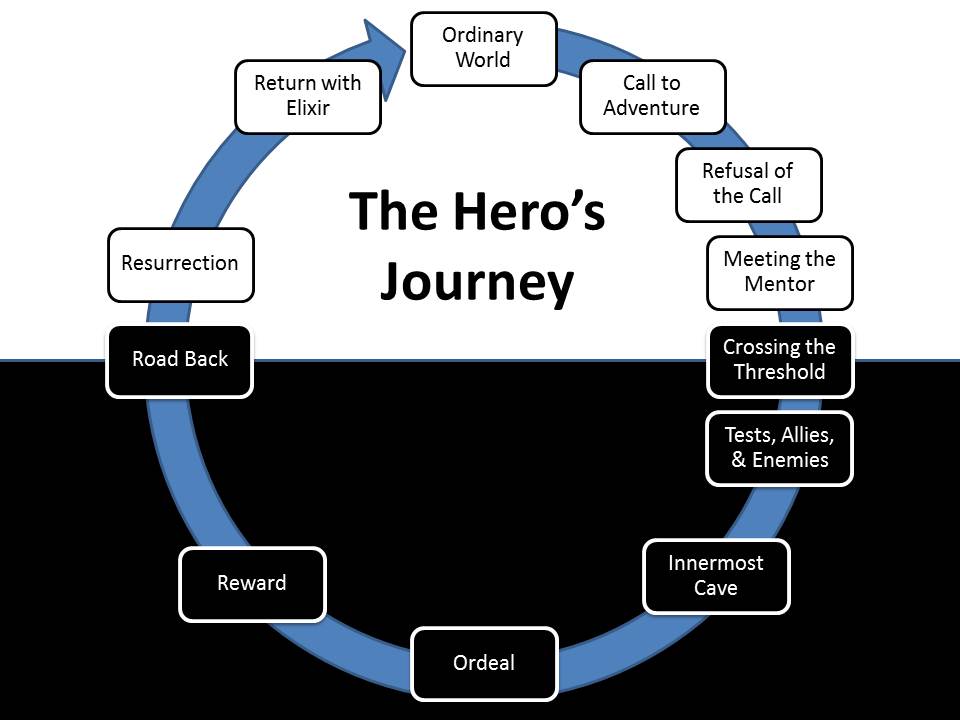 The Hero’s
Journey
Ordinary
World
Call to
Adventure
Refusal of
the Call
Meeting the
Mentor
Crossing the
Threshold
Tests, Allies,
& Enemies
Innermost
Cave
Ordeal
Reward
Road Back
Resurrection
Return with
Elixir